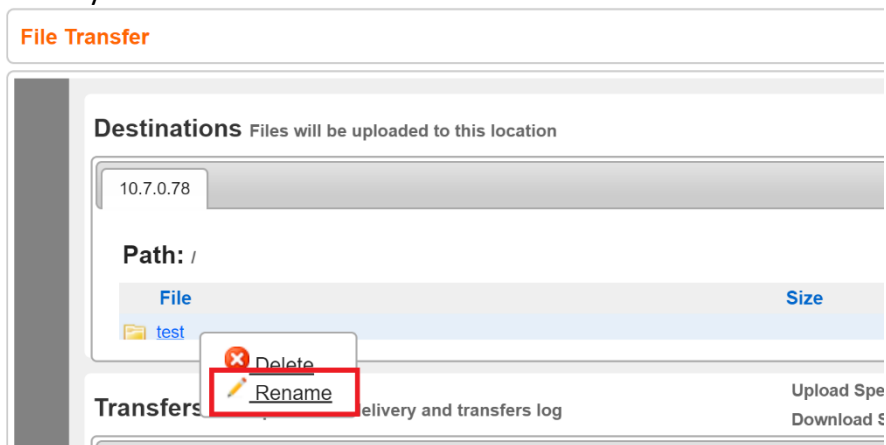 File Transfer
Destinations Files will be uploaded to this location
10.7.0.78
Path: /
File Size
test
Delete
Rename
Transfers elivery and transfers log
Upload Spe
Download S